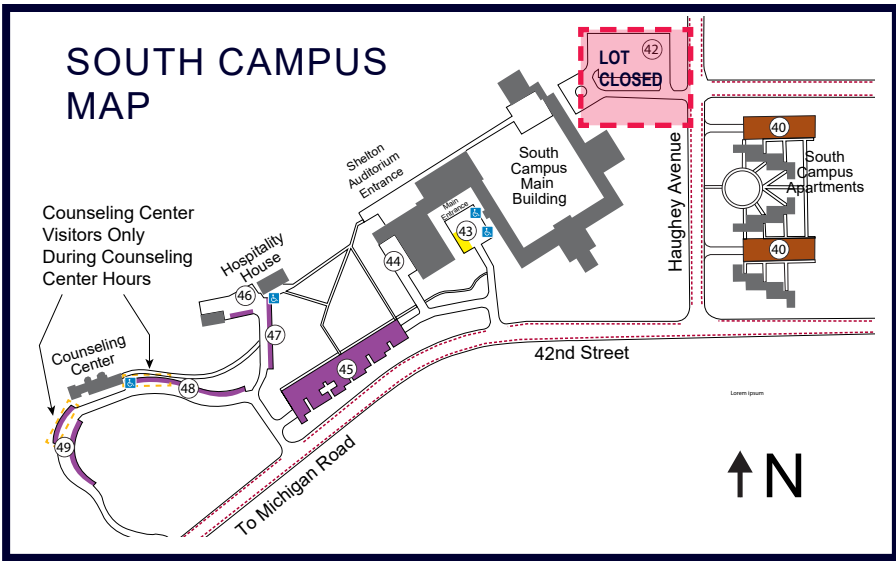 SOUTH CAMPUS
MAP
42
LOT
CLOSED
40
South
Campus
Apartments
40
Haughey Avenue
South
Campus
Main
Building
Shelton
Auditorium
Entrance
Main
Entrance
43
44
Counseling Center
Visitors Only
During Counseling
Center Hours
Hospitality
House
46
47
45
Counseling
Center
48
49
42nd Street
To Michigan Road
Lorem ipsum
N